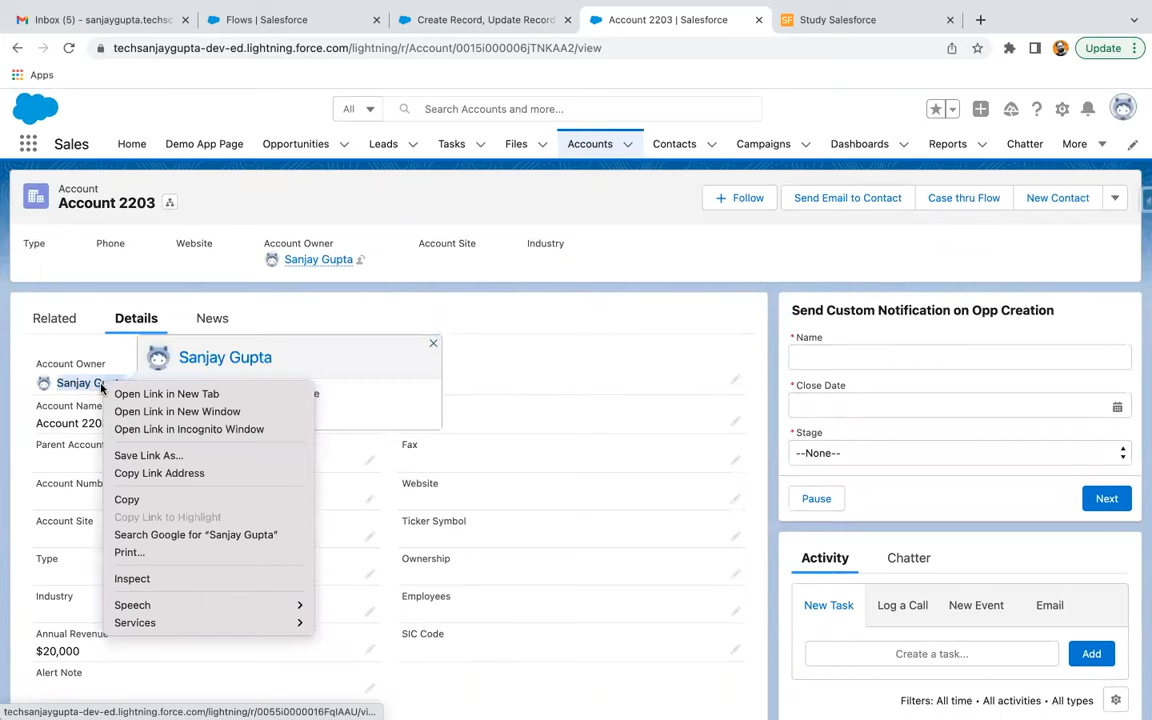 Inbox (5) - sanjaygupta.techsc
Flows | Salesforce
Create Record, Update Record
Account 2203 | Salesforce
SF
Study Salesforce
techsanjaygupta-dev-ed.lightning.force.com/lightning/r/Account/0015i000006jTNKAA2/view
Update
Apps
All
Search Accounts and more...
Sales
Home
Demo App Page
Opportunities
Leads
Tasks
Files
Accounts
Contacts
Campaigns
Dashboards
Reports
Chatter
More
Account
Account 2203
Follow
Send Email to Contact
Case thru Flow
New Contact
Type
Phone
Website
Account Owner
Account Site
Industry
Sanjay Gupta
Related
Details
News
Account Owner
Sanjay Gupta
Sanjay G
Open Link in New Tab
Open Link in New Window
Open Link in Incognito Window
Save Link As...
Copy Link Address
Copy
Copy Link to Highlight
Search Google for “Sanjay Gupta”
Print...
Inspect
Speech
Services
e
Account Name
Account 220
Parent Account
Fax
Account Numb
Website
Account Site
Ticker Symbol
Type
Ownership
Industry
Employees
Annual Revenue
SIC Code
$20,000
Alert Note
Send Custom Notification on Opp Creation
* Name
* Close Date
* Stage
--None--
Pause
Next
Activity
Chatter
New Task
Log a Call
New Event
Email
Create a task...
Add
Filters: All time • All activities • All types
techsanjaygupta-dev-ed.lightning.force.com/lightning/r/0055i0000016FqIAAU/vi...